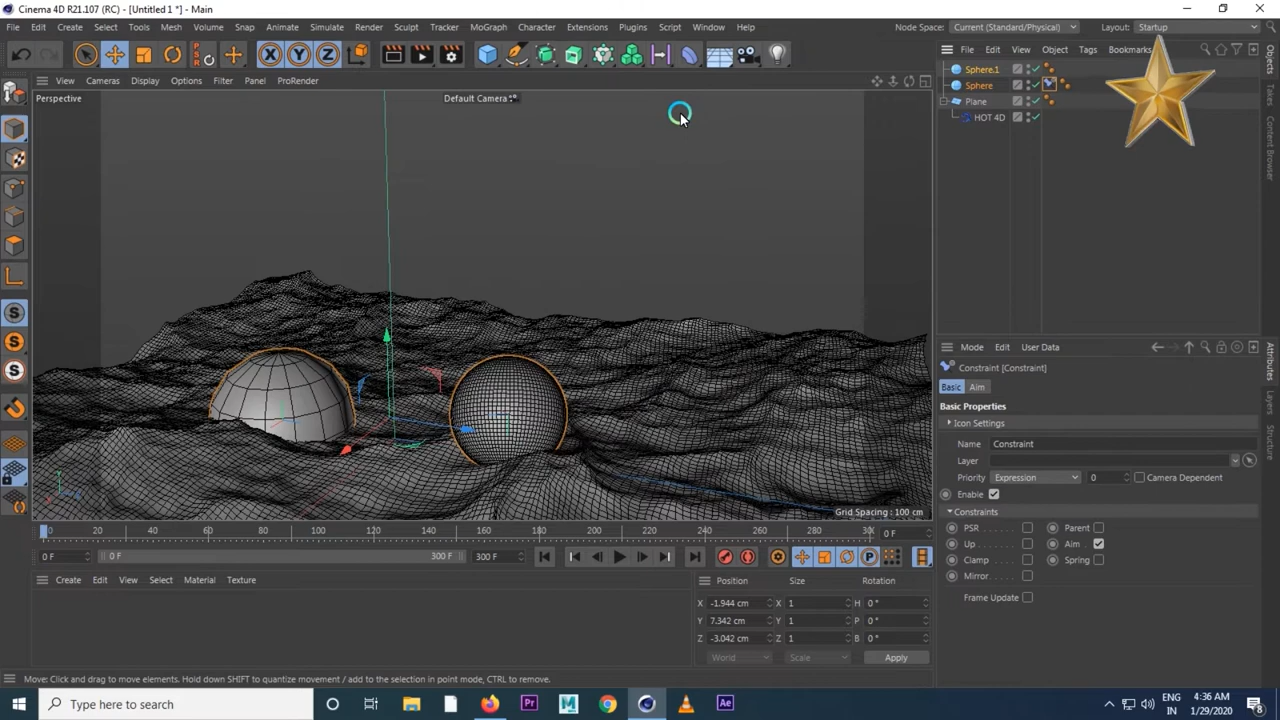 Cinema 4D R21.107 (RC) - [Untitled 1 *] - Main
File Edit Create Select Tools Mesh Volume Snap Animate Simulate Render Sculpt Tracker MoGraph Character Extensions Plugins Script Window Help Node Space: Current (Standard/Physical) Layout: Startup
File Edit View Object Tags Bookmarks
View Cameras Display Options Filter Panel ProRender
Perspective Default Camera
Sphere.1
Sphere
Plane
HOT 4D
Objects
Takes
Content Browser
Mode Edit User Data
Constraint [Constraint]
Basic Aim
Basic Properties
Icon Settings
Name Constraint
Layer
Priority Expression 0 Camera Dependent
Enable
Constraints
PSR Parent
Up Aim
Clamp Spring
Mirror
Frame Update
Attributes
Layers
Structure
Grid Spacing : 100 cm
0 20 40 60 80 100 120 140 160 180 200 220 240 260 280 300 0 F
0 F 0 F 300 F 300 F
Create Edit View Select Material Texture
Position Size Rotation
X -1.944 cm X 1 H 0 °
Y 7.342 cm Y 1 P 0 °
Z -3.042 cm Z 1 B 0 °
World Scale Apply
Move: Click and drag to move elements. Hold down SHIFT to quantize movement / add to the selection in point mode, CTRL to remove.
Type here to search
ENG 4:36 AM
IN 1/29/2020